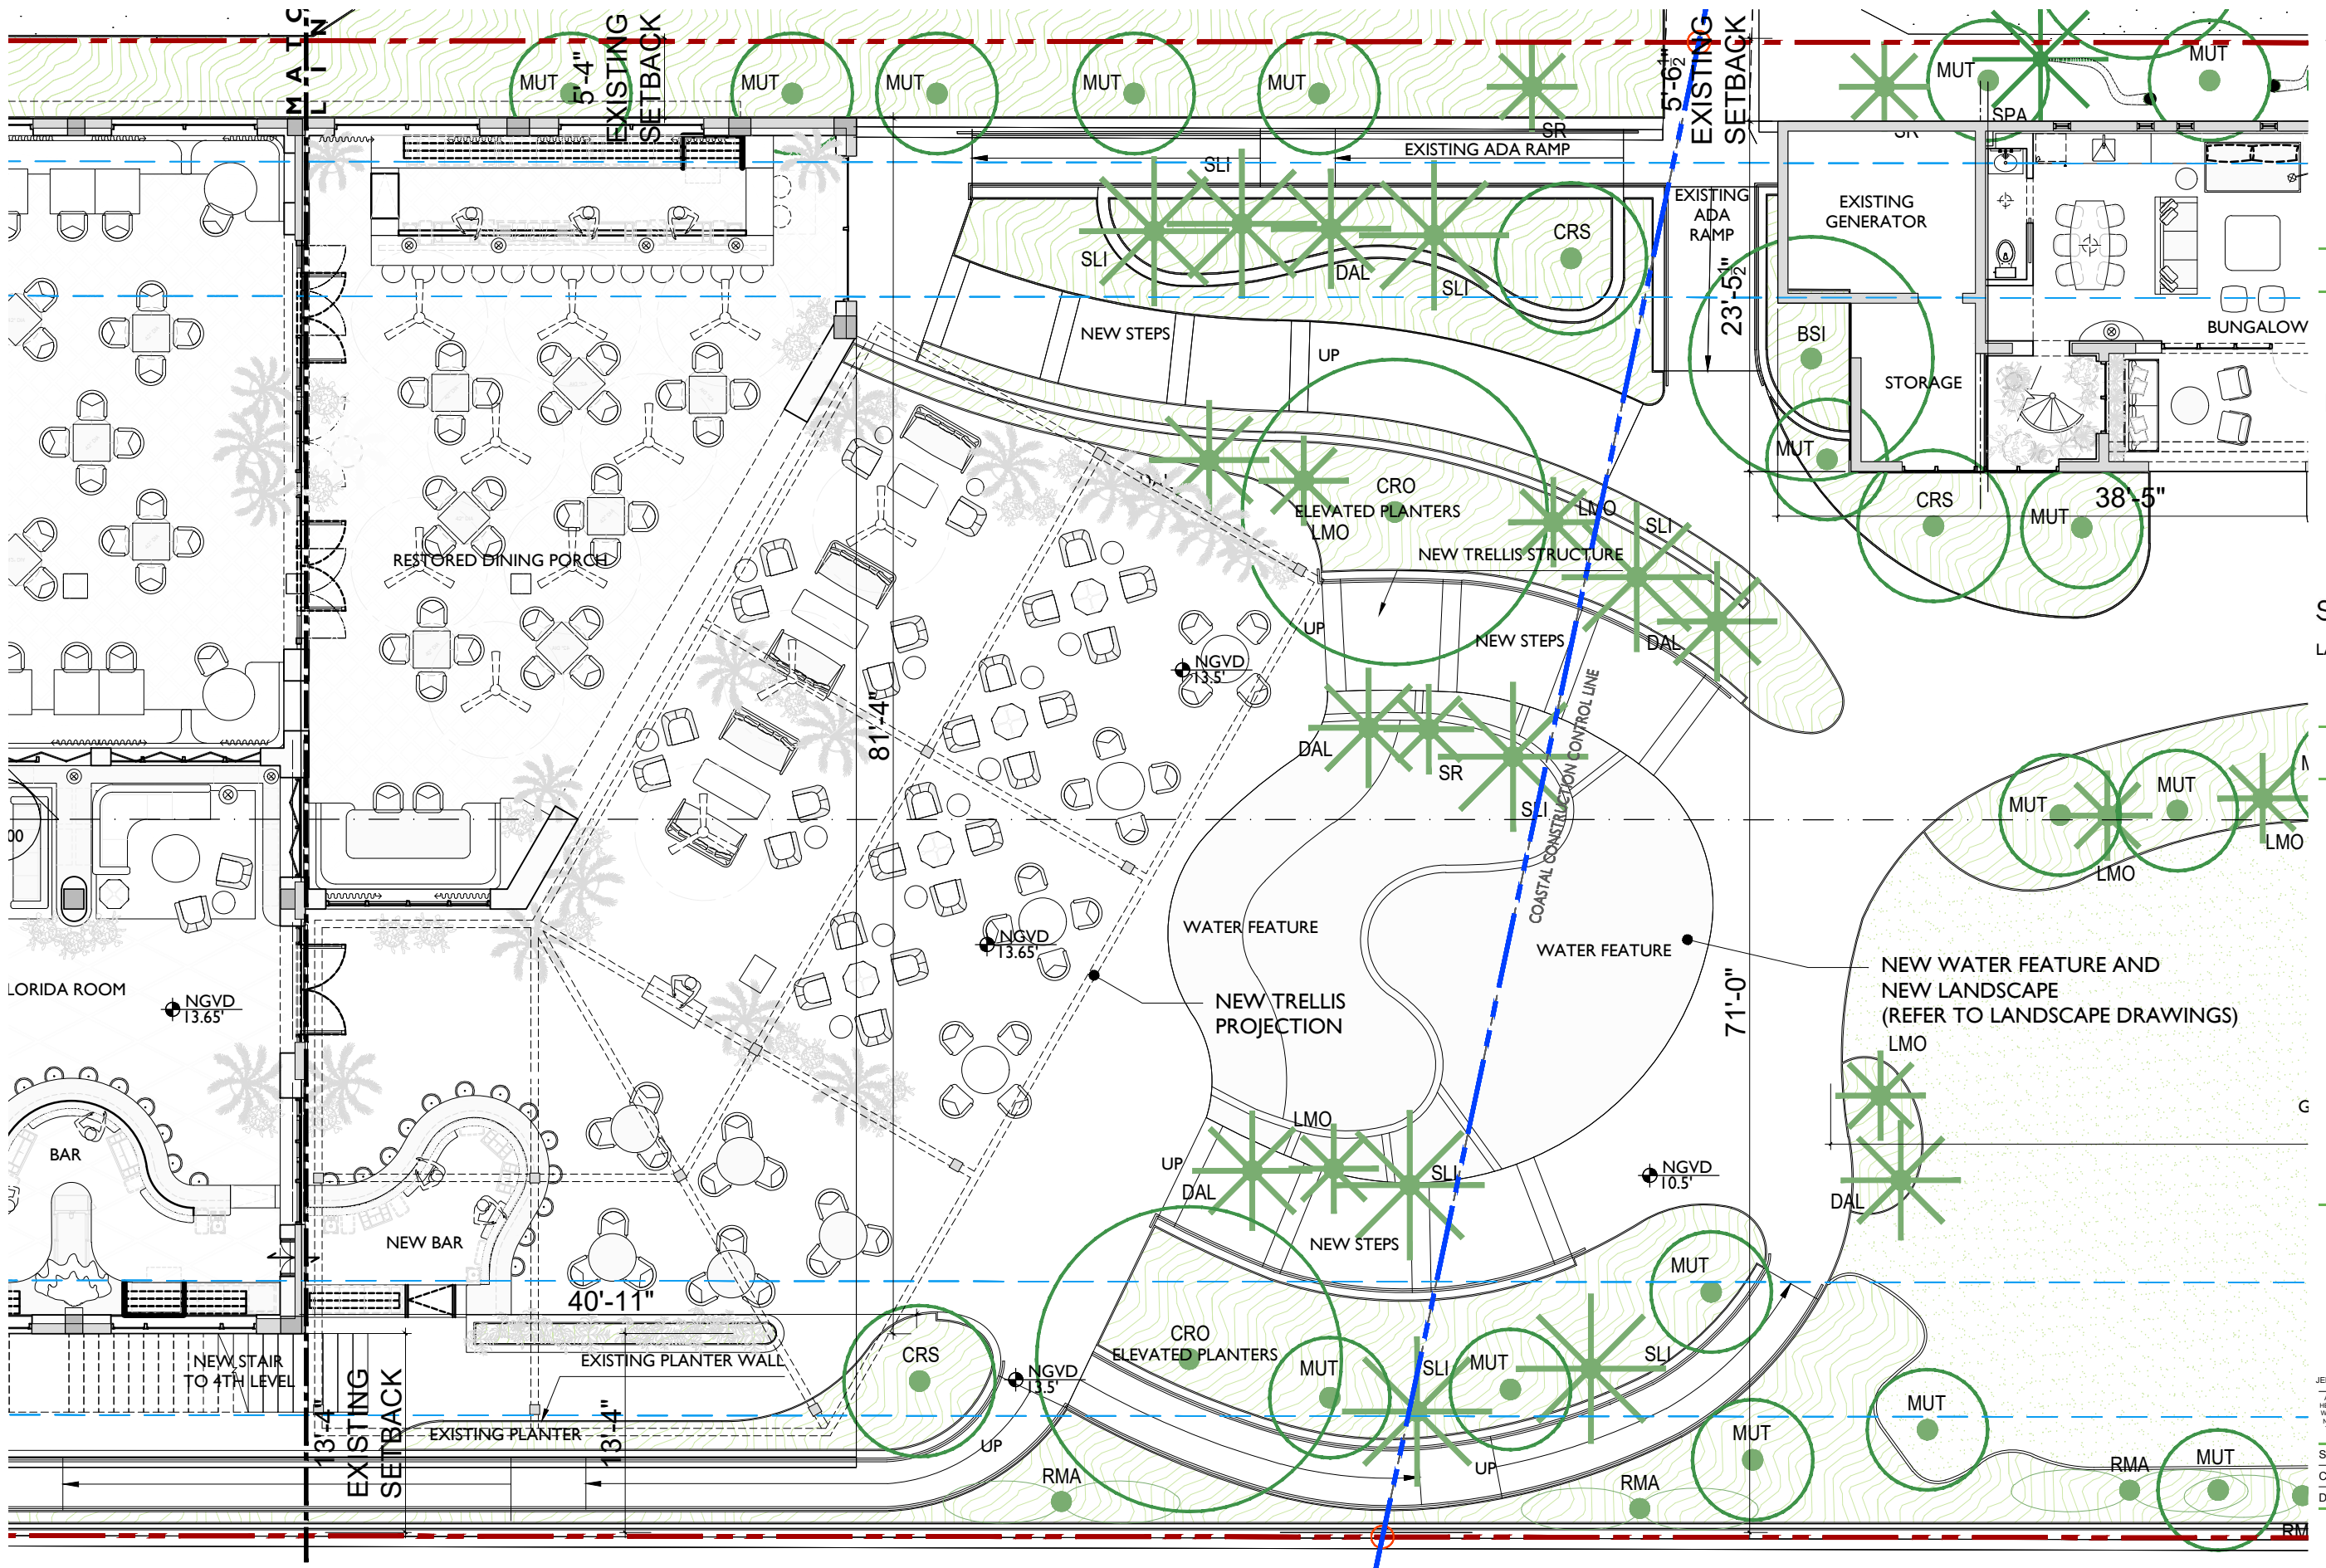 MATC
LIN
5'-4"
EXISTING
SETBACK
5'-6½"
EXISTING
SETBACK
MUT
MUT
MUT
MUT
MUT
MUT
MUT
SR
SR
SPA
EXISTING ADA RAMP
SLI
EXISTING
ADA
RAMP
EXISTING
GENERATOR
CRS
SLI
DAL
SLI
23'-5½"
NEW STEPS
UP
BSI
BUNGALOW
STORAGE
MUT
CRO
ELEVATED PLANTERS
LMO
LMO
SLI
CRS
MUT
38'-5"
NEW TRELLIS STRUCTURE
RESTORED DINING PORCH
UP
NEW STEPS
DAL
NGVD
13.5'
81'-4"
COASTAL CONSTRUCTION CONTROL LINE
DAL
SR
SLI
MUT
MUT
LMO
LMO
00
WATER FEATURE
WATER FEATURE
NGVD
13.65'
LORIDA ROOM
NGVD
13.65'
NEW TRELLIS
PROJECTION
71'-0"
NEW WATER FEATURE AND
NEW LANDSCAPE
(REFER TO LANDSCAPE DRAWINGS)
LMO
LMO
BAR
UP
DAL
SLI
NGVD
10.5'
DAL
NEW BAR
NEW STEPS
MUT
40'-11"
EXISTING PLANTER WALL
CRS
CRO
ELEVATED PLANTERS
MUT
SLI
MUT
SLI
NEW STAIR
TO 4TH LEVEL
NGVD
13.5'
13'-4"
EXISTING
SETBACK
13'-4"
EXISTING PLANTER
UP
UP
MUT
MUT
RMA
RMA
RMA
MUT
RM